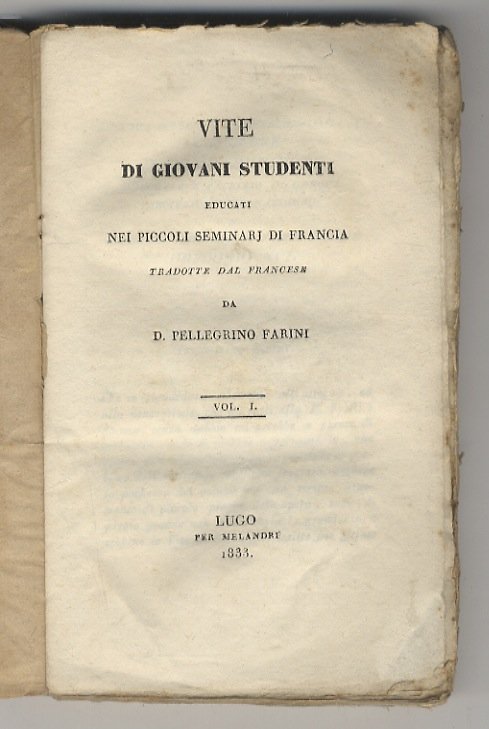 VITE
DI GIOVANI STUDENTI
EDUCATI
NEI PICCOLI SEMINARJ DI FRANCIA
TRADOTTE DAL FRANCESE
DA
D. PELLEGRINO FARINI
VOL. I.
LUGO
PER MELANDRI
1833.